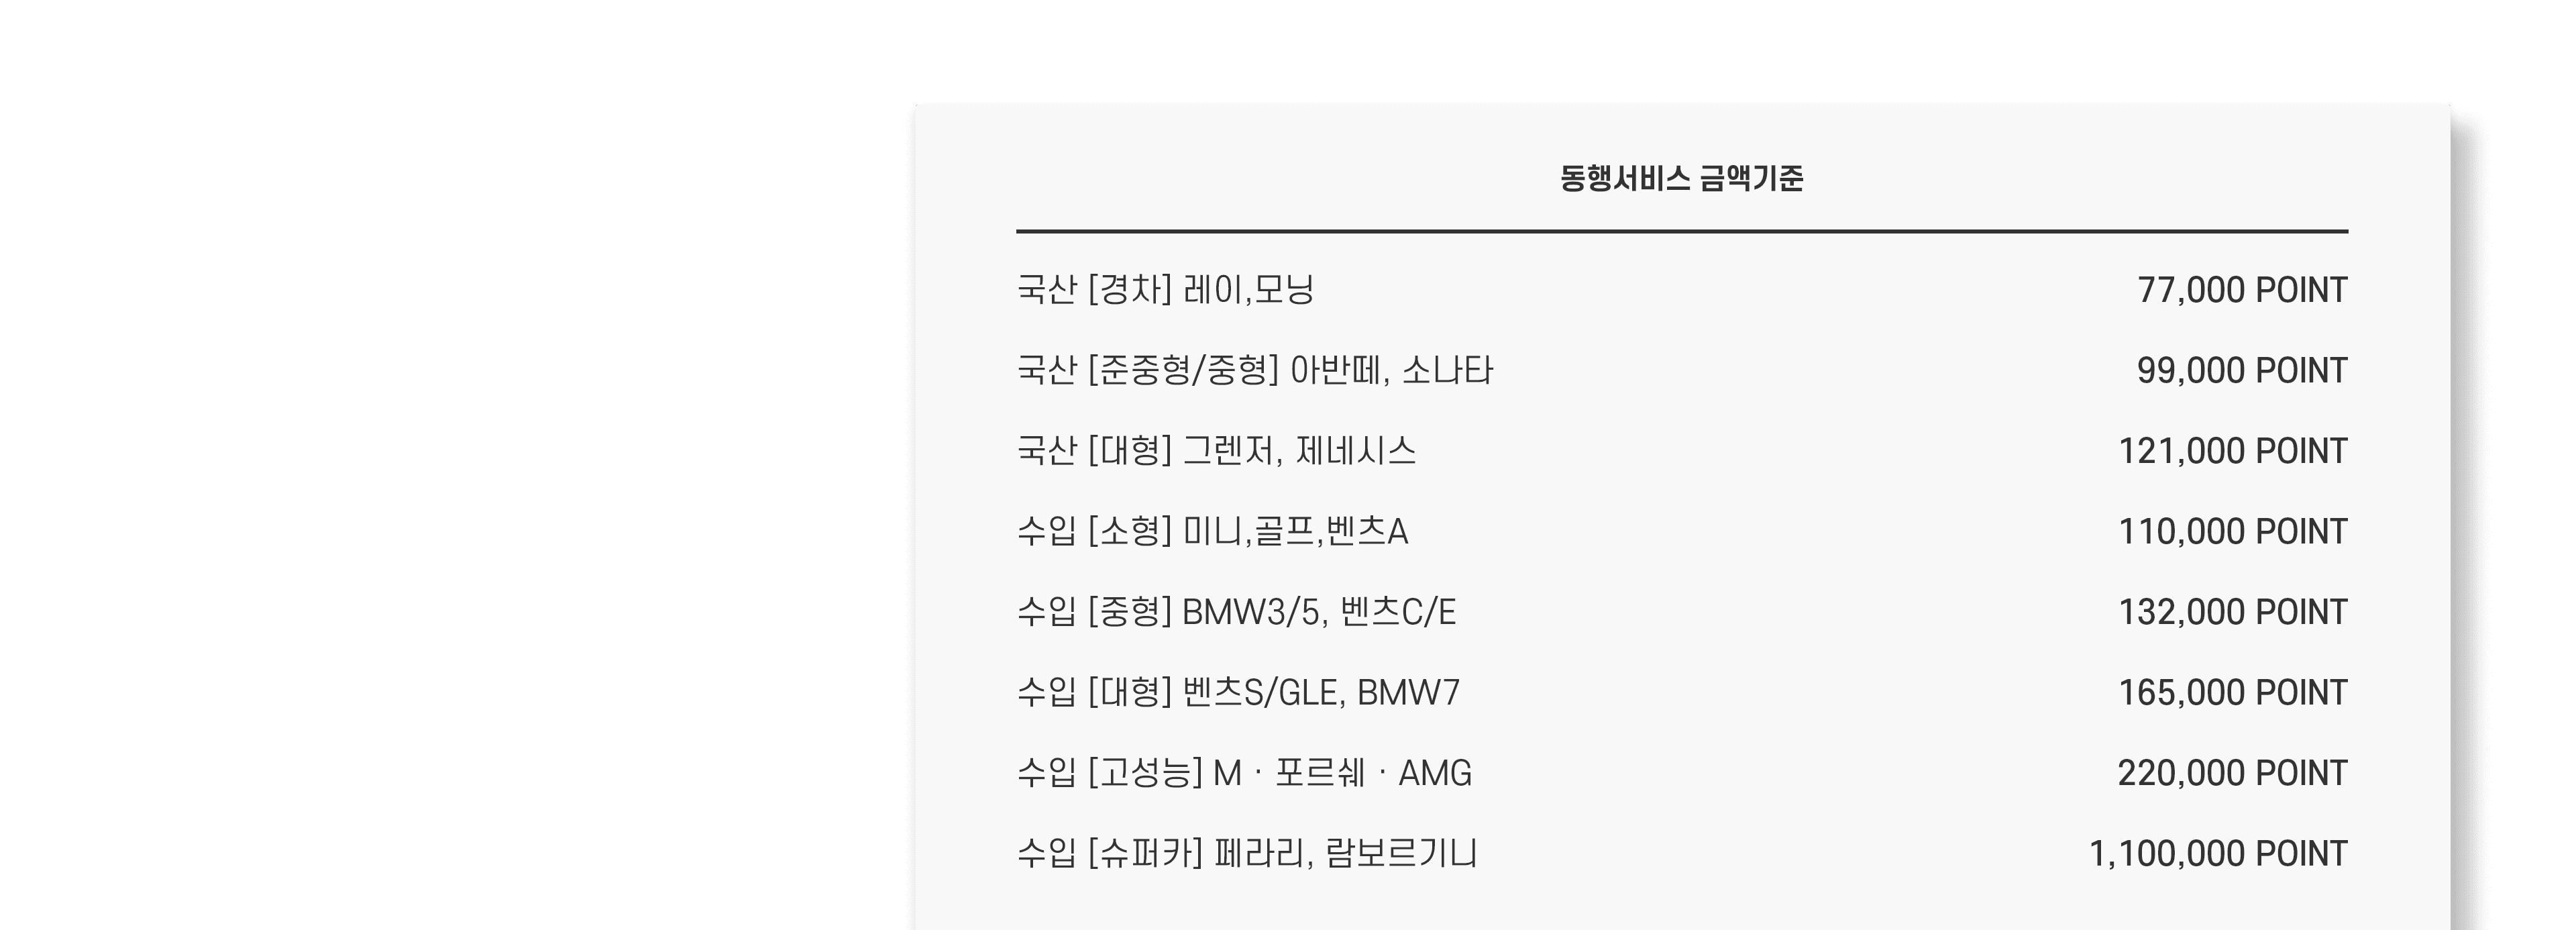 동행서비스 금액기준
국산 [경차] 레이,모닝 77,000 POINT
국산 [준중형/중형] 아반떼, 소나타 99,000 POINT
국산 [대형] 그렌저, 제네시스 121,000 POINT
수입 [소형] 미니,골프,벤츠A 110,000 POINT
수입 [중형] BMW3/5, 벤츠C/E 132,000 POINT
수입 [대형] 벤츠S/GLE, BMW7 165,000 POINT
수입 [고성능] M · 포르쉐 · AMG 220,000 POINT
수입 [슈퍼카] 페라리, 람보르기니 1,100,000 POINT